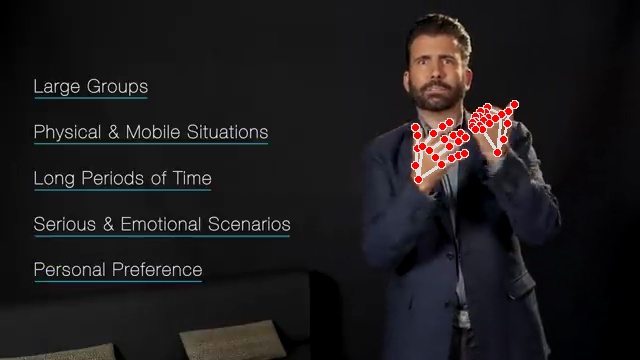 Large Groups
Physical & Mobile Situations
Long Periods of Time
Serious & Emotional Scenarios
Personal Preference